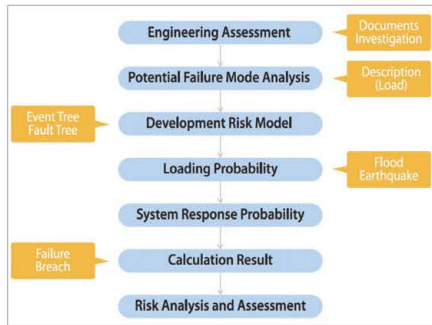 Engineering Assessment
Documents
Investigation
Potential Failure Mode Analysis
Description
(Load)
Event Tree
Fault Tree
Development Risk Model
Loading Probability
Flood
Earthquake
System Response Probability
Failure
Breach
Calculation Result
Risk Analysis and Assessment